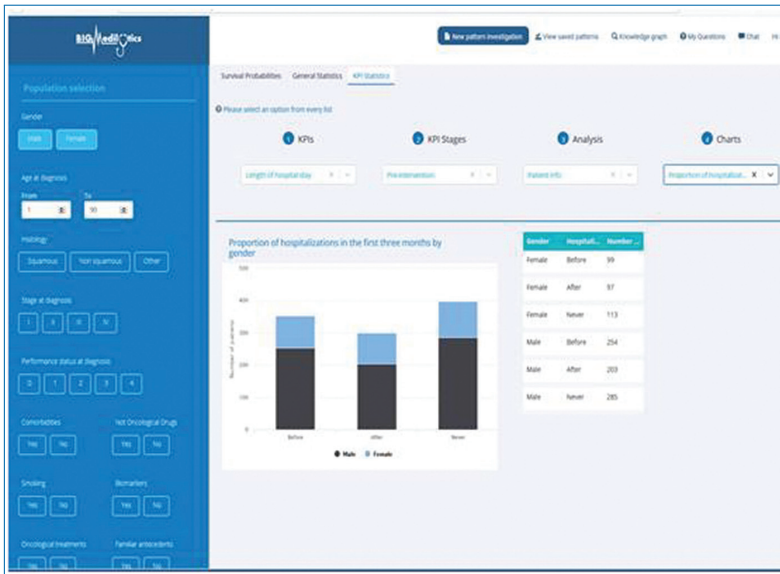 BIGMedilytics
New pattern investigation
View saved patterns
Knowledge graph
My Questions
Chat
Hi
Population selection
Gender
Male Female
Age at diagnosis
From To
1 90
Histology
Squamous Non squamous Other
Stage at diagnosis
I II III IV
Performance status at diagnosis
0 1 2 3 4
Comorbidities Not Oncological Drugs
Yes No Yes No
Smoking Biomarkers
Yes No Yes No
Oncological treatments Familiar antecedents
Yes No Yes No
Survival Probabilities General Statistics KPI Statistics
Please select an option from every list
1 KPIs 2 KPI Stages 3 Analysis 4 Charts
Length of hospital stay x Pre-intervention x Patient info x Proportion of hospitalizat... x
Proportion of hospitalizations in the first three months by
gender
500
400
300
200
100
0
Number of patients
Before After Never
Male Female
Gender Hospitali... Number ...
Female Before 99
Female After 97
Female Never 113
Male Before 254
Male After 203
Male Never 285